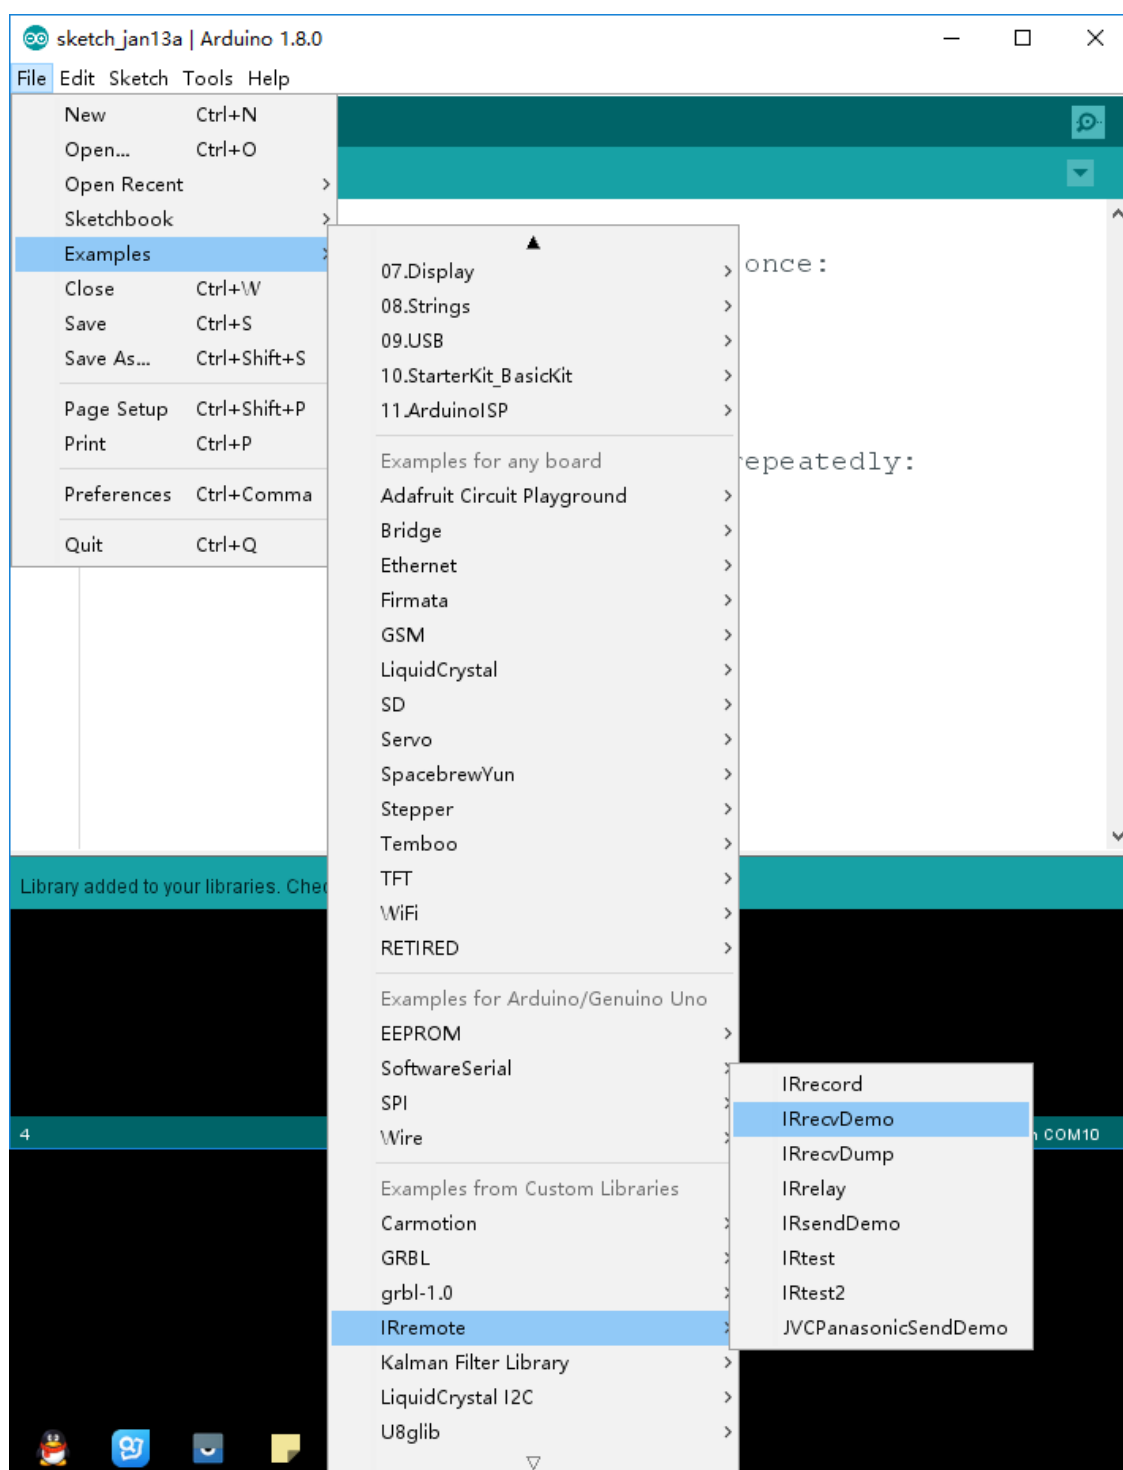 sketch_jan13a | Arduino 1.8.0
File Edit Sketch Tools Help
New Ctrl+N
Open... Ctrl+O
Open Recent
Sketchbook
Examples
Close Ctrl+W
Save Ctrl+S
Save As... Ctrl+Shift+S
Page Setup Ctrl+Shift+P
Print Ctrl+P
Preferences Ctrl+Comma
Quit Ctrl+Q
07.Display
08.Strings
09.USB
10.StarterKit_BasicKit
11.ArduinoISP
Examples for any board
Adafruit Circuit Playground
Bridge
Ethernet
Firmata
GSM
LiquidCrystal
SD
Servo
SpacebrewYun
Stepper
Temboo
TFT
WiFi
RETIRED
Examples for Arduino/Genuino Uno
EEPROM
SoftwareSerial
SPI
Wire
Examples from Custom Libraries
Carmotion
GRBL
grbl-1.0
IRremote
Kalman Filter Library
LiquidCrystal I2C
U8glib
IRrecord
IRrecvDemo
IRrecvDump
IRrelay
IRsendDemo
IRtest
IRtest2
JVCPanasonicSendDemo
once:
epeatedly:
Library added to your libraries. Che
4
COM10